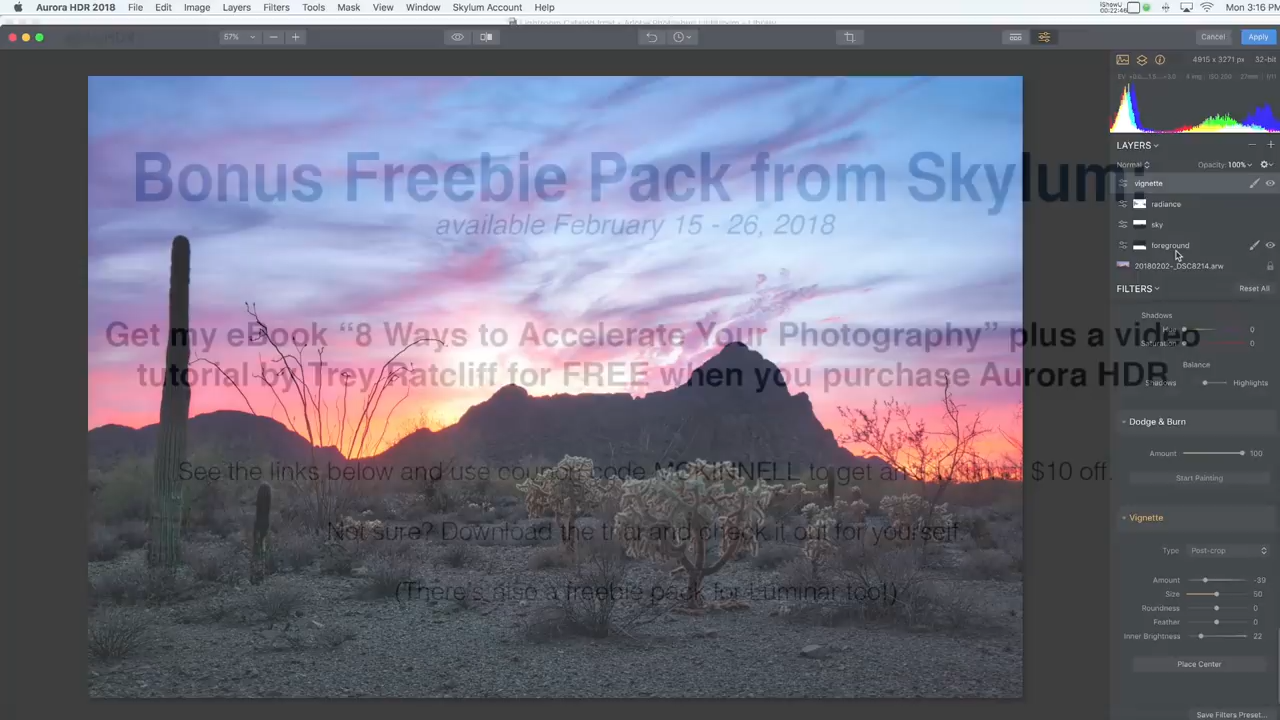 Aurora HDR 2018 File Edit Image Layers Filters Tools Mask View Window Skylum Account Help
Mon 3:16 PM
57%
Cancel Apply
4915 x 3271 px 32-bit
LAYERS
Normal Opacity: 100%
Bonus Freebie Pack from Skylum:
available February 15 - 26, 2018
vignette
radiance
sky
foreground
20180202-_DSC8214.arw
FILTERS Reset All
Get my eBook “8 Ways to Accelerate Your Photography” plus a video
tutorial by Trey Ratcliff for FREE when you purchase Aurora HDR
Shadows
Hue 0
Saturation 0
Balance
Shadows Highlights
Dodge & Burn
Amount 100
Start Painting
See the links below and use coupon code MCKINNELL to get an $10 off.
Not sure? Download the trial and check it out for yourself
(There's also a freebie pack for Luminar too!)
Vignette
Type Post-crop
Amount -39
Size 50
Roundness 0
Feather 0
Inner Brightness 22
Place Center
Save Filters Preset...